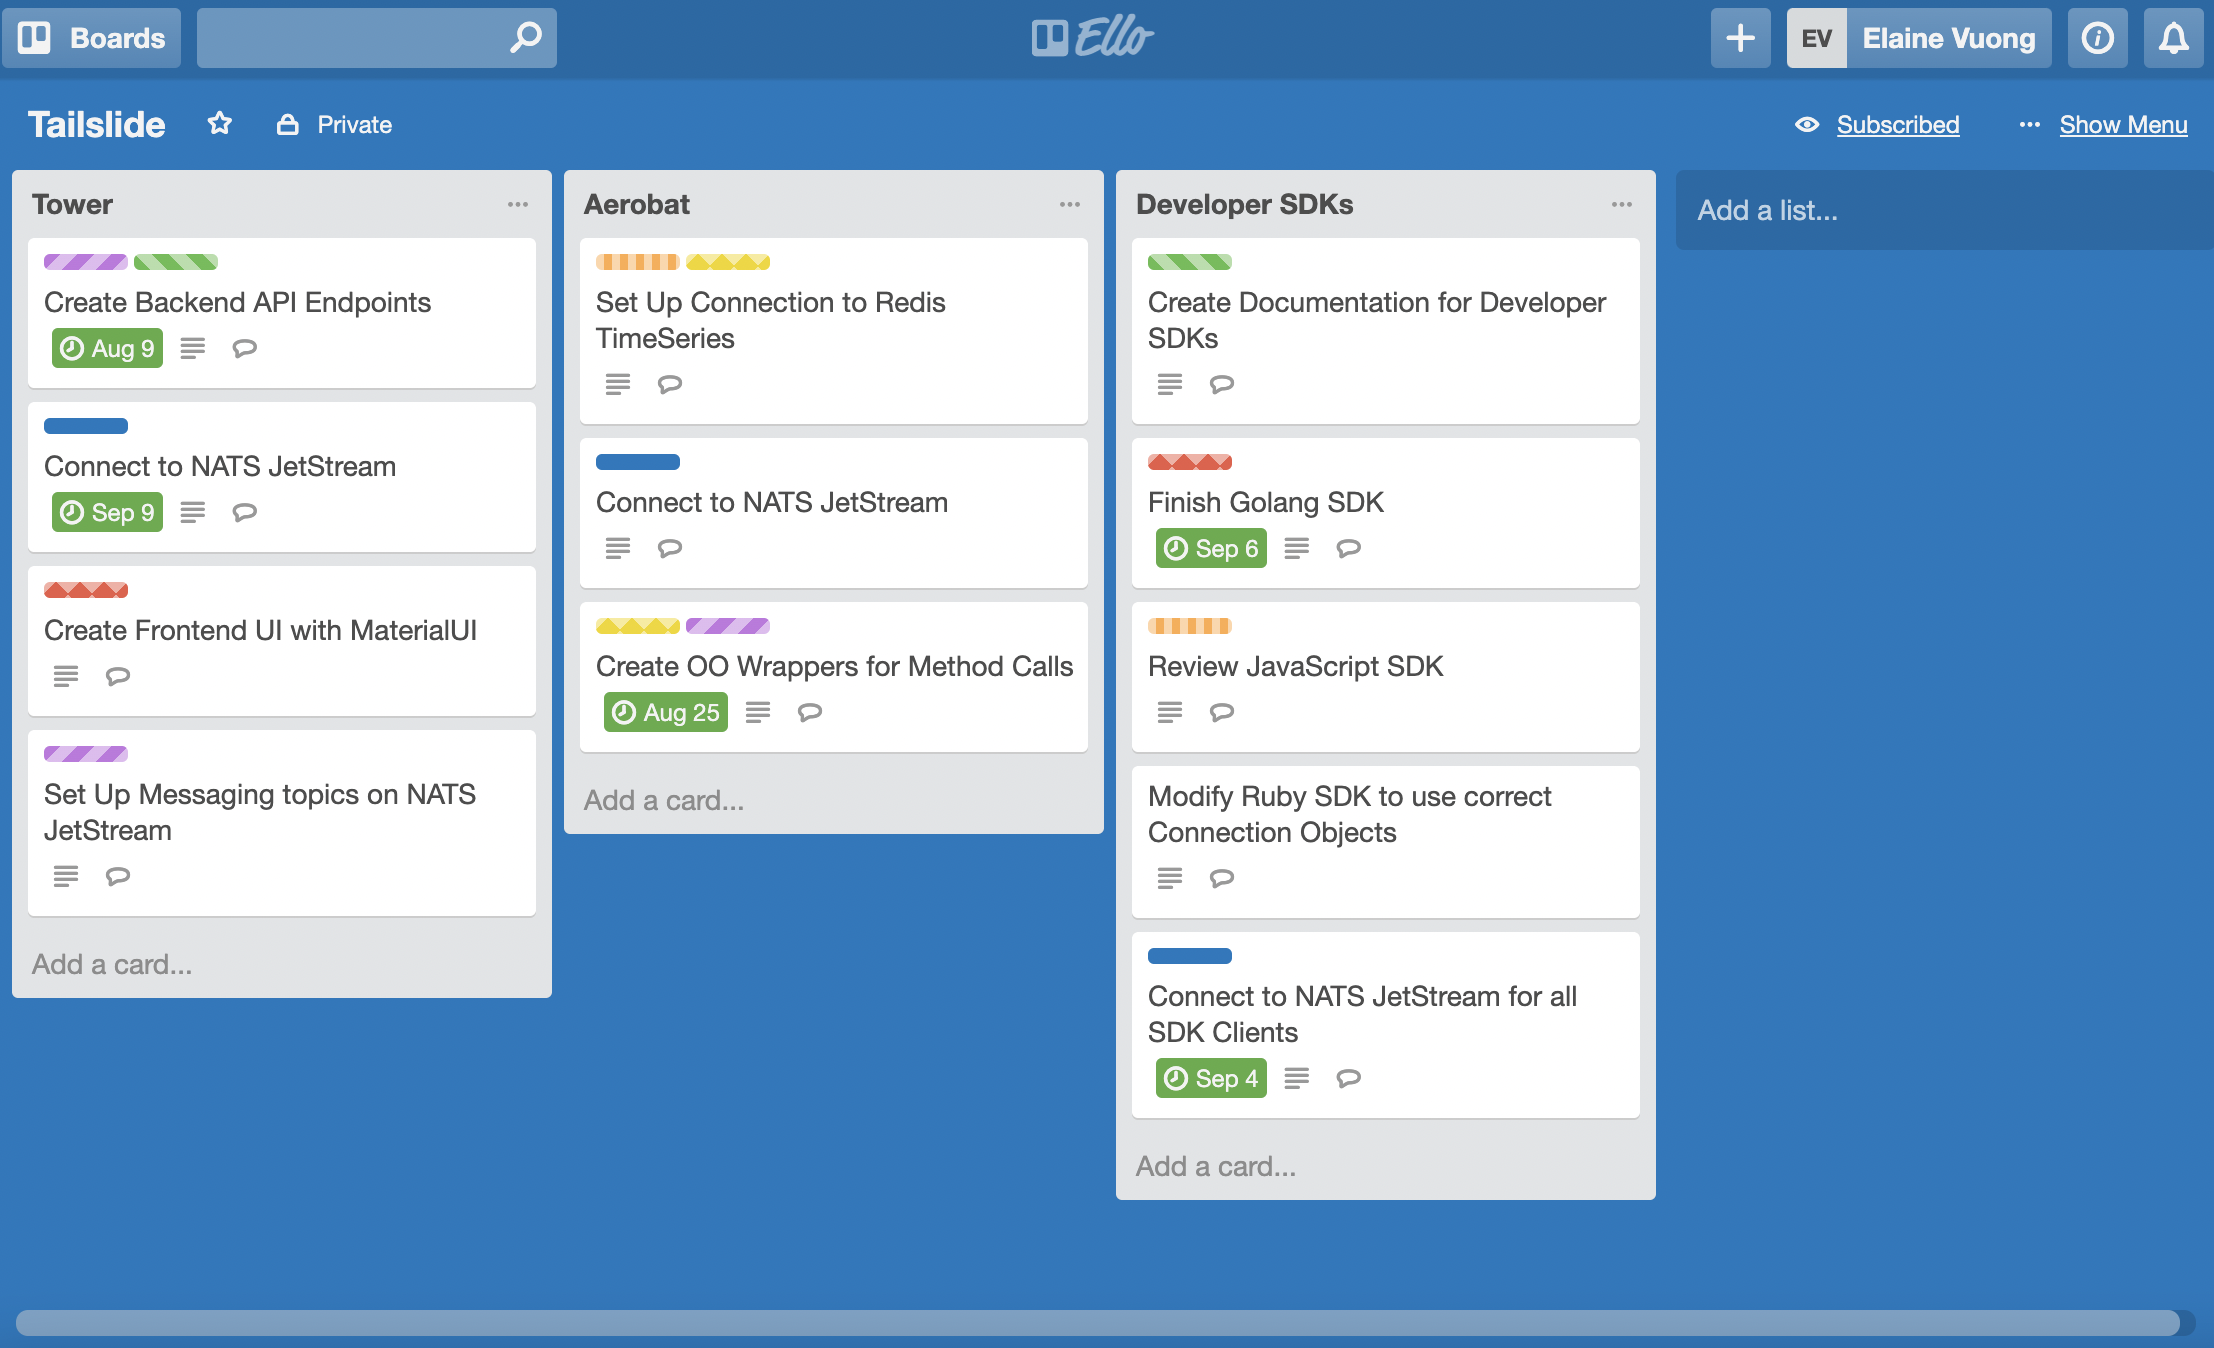 Boards
Ello
EV
Elaine Vuong
Tailslide
Private
Subscribed
... Show Menu
Tower
Create Backend API Endpoints
Aug 9
Connect to NATS JetStream
Sep 9
Create Frontend UI with MaterialUI
Set Up Messaging topics on NATS
JetStream
Add a card...
Aerobat
Set Up Connection to Redis
TimeSeries
Connect to NATS JetStream
Create OO Wrappers for Method Calls
Aug 25
Add a card...
Developer SDKs
Create Documentation for Developer
SDKs
Finish Golang SDK
Sep 6
Review JavaScript SDK
Modify Ruby SDK to use correct
Connection Objects
Connect to NATS JetStream for all
SDK Clients
Sep 4
Add a card...
Add a list...